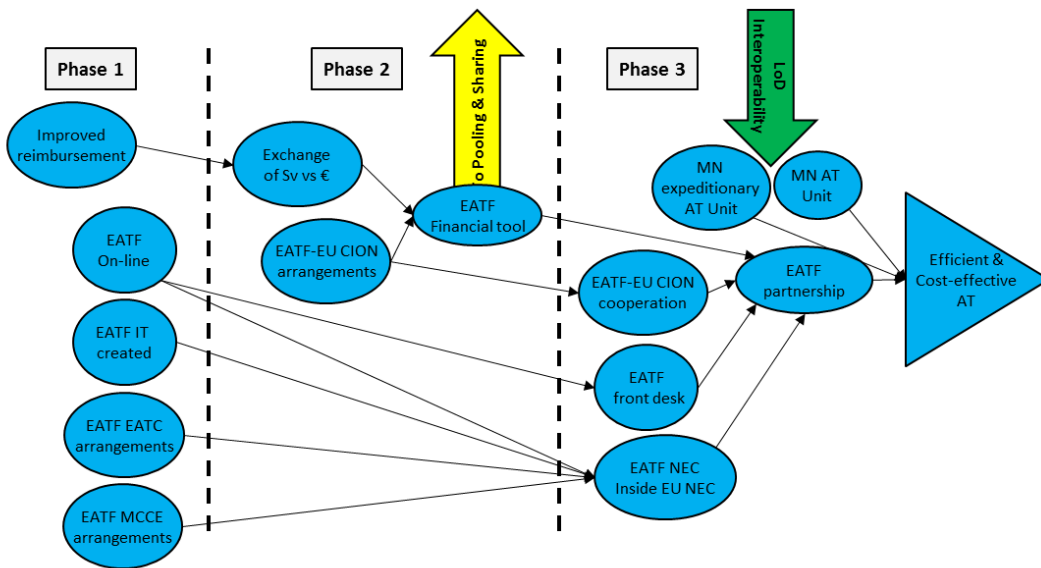 Phase 1
Phase 2
Phase 3
Improved
reimbursement
EATF
On-line
EATF IT
created
EATF EATC
arrangements
EATF MCCE
arrangements
Exchange
of Sv vs €
EATF-EU CION
arrangements
To Pooling & Sharing
EATF
Financial tool
LoD
Interoperability
MN
expeditionary
AT Unit
MN AT
Unit
EATF-EU CION
cooperation
EATF
partnership
EATF
front desk
EATF NEC
Inside EU NEC
Efficient &
Cost-effective
AT